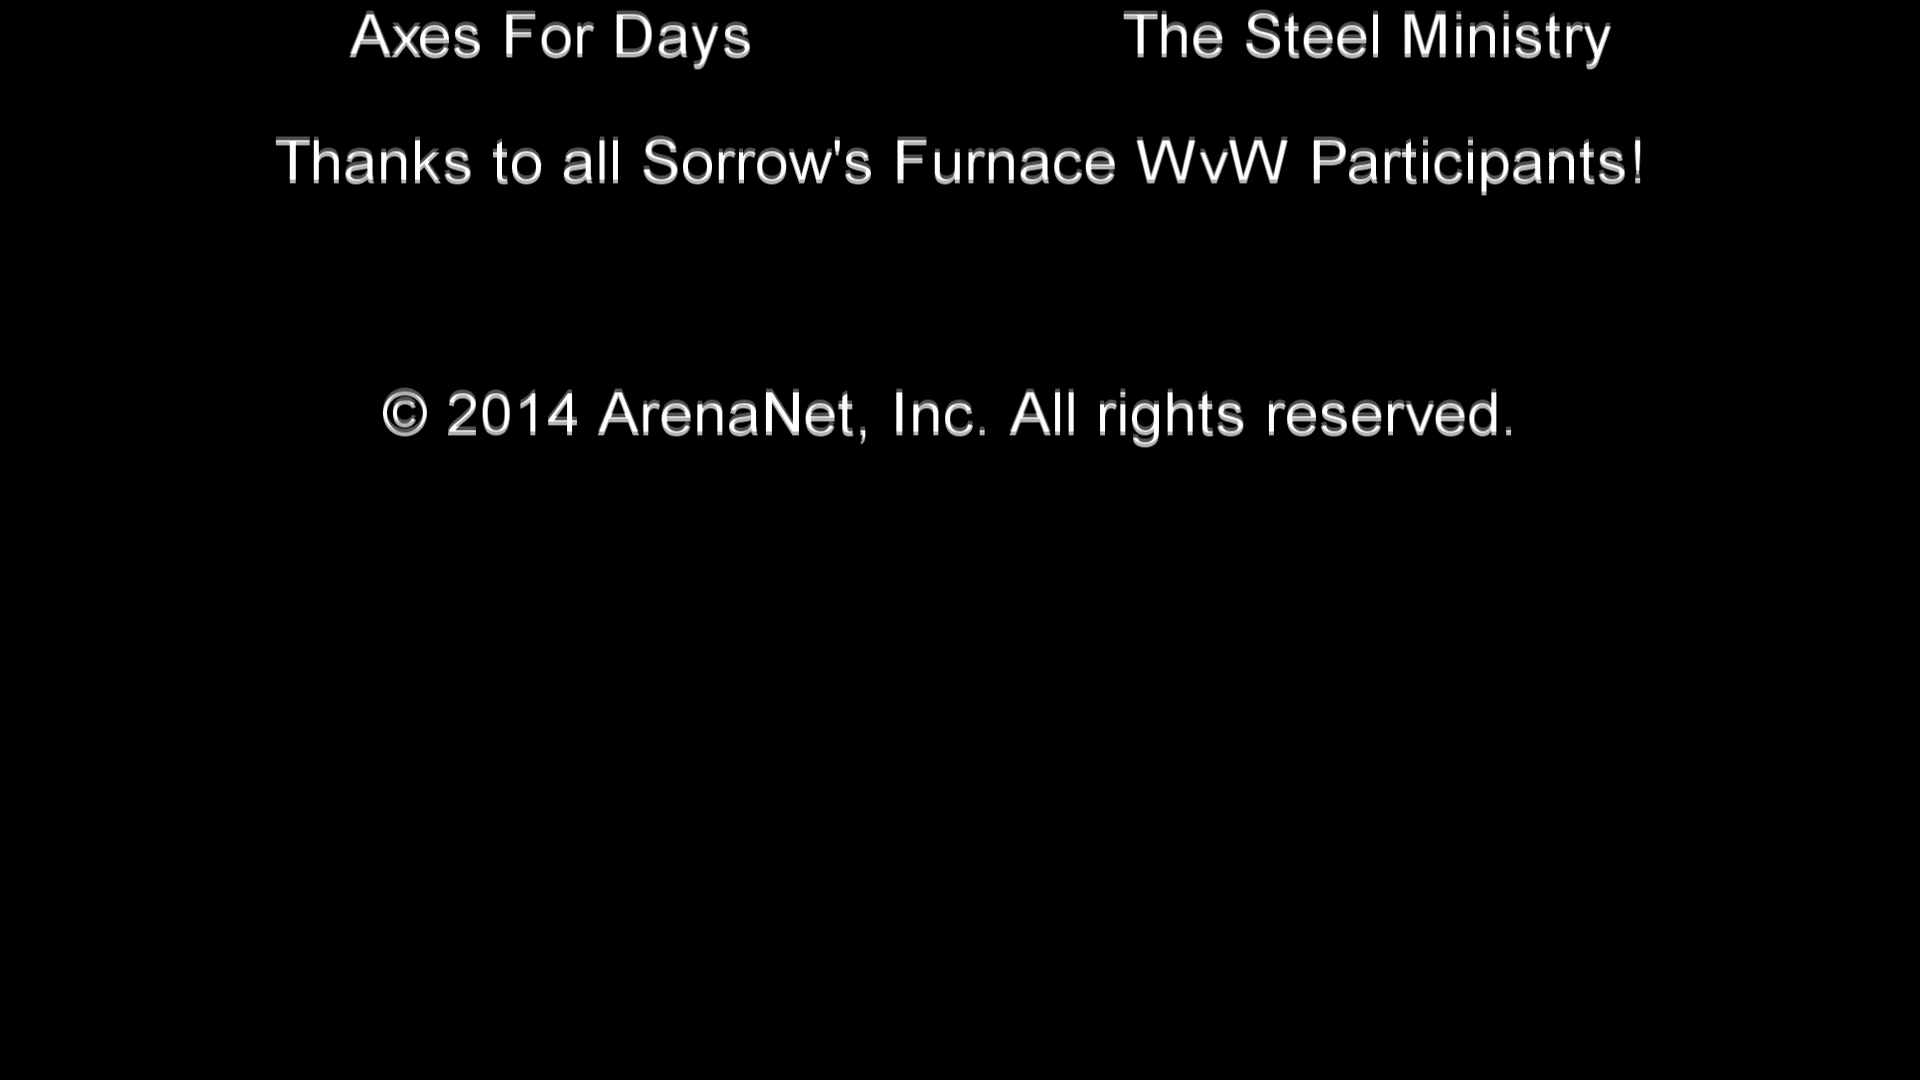 Axes For Days The Steel Ministry
Thanks to all Sorrow's Furnace WvW Participants!
© 2014 ArenaNet, Inc. All rights reserved.